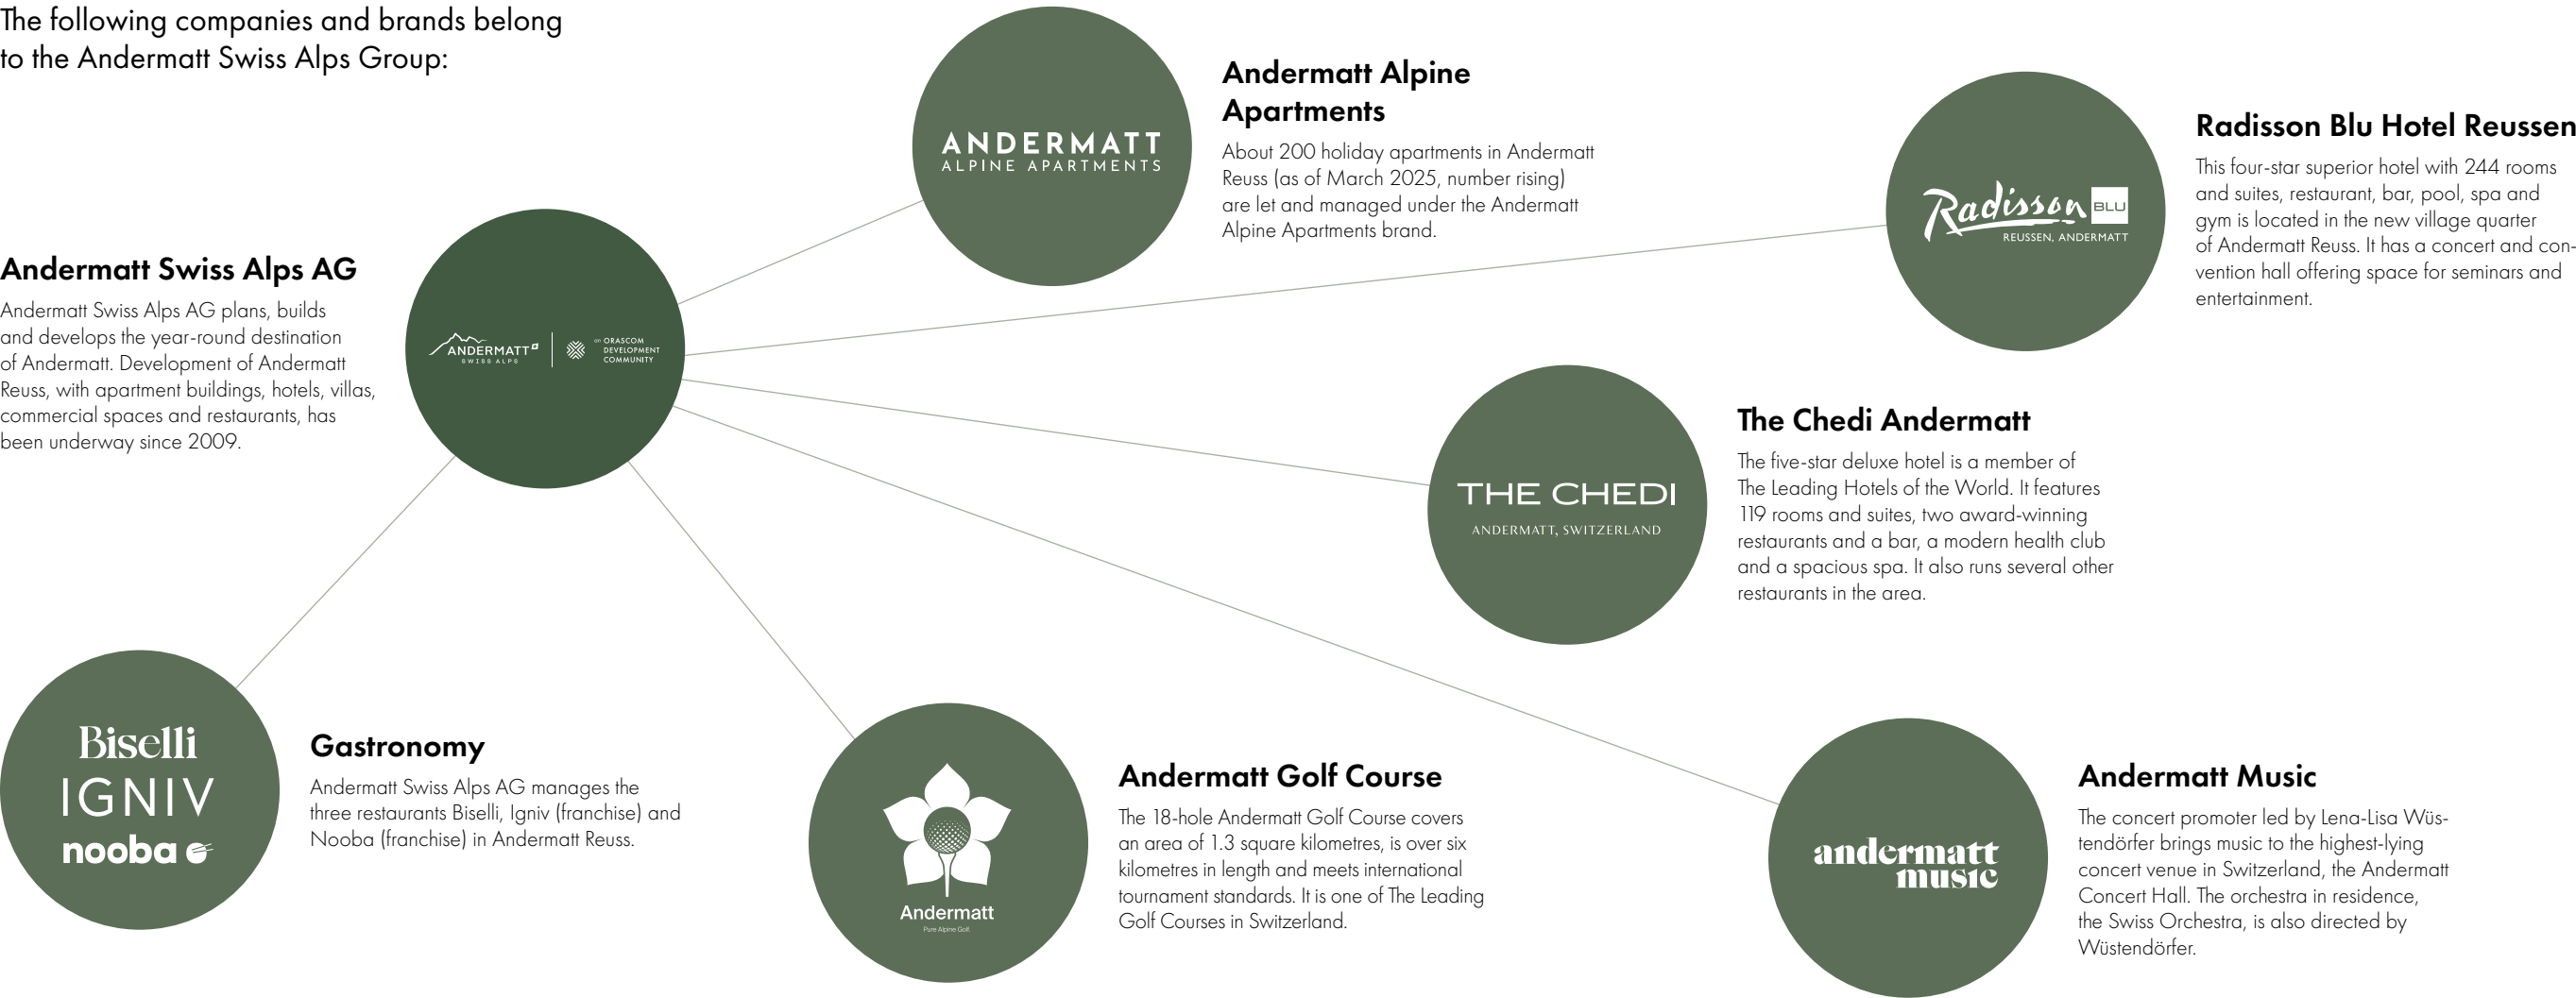 The following companies and brands belong
to the Andermatt Swiss Alps Group:
Andermatt Swiss Alps AG
Andermatt Swiss Alps AG plans, builds
and develops the year-round destination
of Andermatt. Development of Andermatt
Reuss, with apartment buildings, hotels, villas,
commercial spaces and restaurants, has
been underway since 2009.
ANDERMATT
SWISS ALPS
an ORASCOM
DEVELOPMENT
COMMUNITY
ANDERMATT
ALPINE APARTMENTS
Andermatt Alpine
Apartments
About 200 holiday apartments in Andermatt
Reuss (as of March 2025, number rising)
are let and managed under the Andermatt
Alpine Apartments brand.
Radisson BLU
REUSSEN, ANDERMATT
Radisson Blu Hotel Reussen
This four-star superior hotel with 244 rooms
and suites, restaurant, bar, pool, spa and
gym is located in the new village quarter
of Andermatt Reuss. It has a concert and con-
vention hall offering space for seminars and
entertainment.
THE CHEDI
ANDERMATT, SWITZERLAND
The Chedi Andermatt
The five-star deluxe hotel is a member of
The Leading Hotels of the World. It features
119 rooms and suites, two award-winning
restaurants and a bar, a modern health club
and a spacious spa. It also runs several other
restaurants in the area.
Biselli
IGNIV
nooba
Gastronomy
Andermatt Swiss Alps AG manages the
three restaurants Biselli, Igniv (franchise) and
Nooba (franchise) in Andermatt Reuss.
Andermatt
Pure Alpine Golf.
Andermatt Golf Course
The 18-hole Andermatt Golf Course covers
an area of 1.3 square kilometres, is over six
kilometres in length and meets international
tournament standards. It is one of The Leading
Golf Courses in Switzerland.
andermatt
music
Andermatt Music
The concert promoter led by Lena-Lisa Wüs-
tendörfer brings music to the highest-lying
concert venue in Switzerland, the Andermatt
Concert Hall. The orchestra in residence,
the Swiss Orchestra, is also directed by
Wüstendörfer.